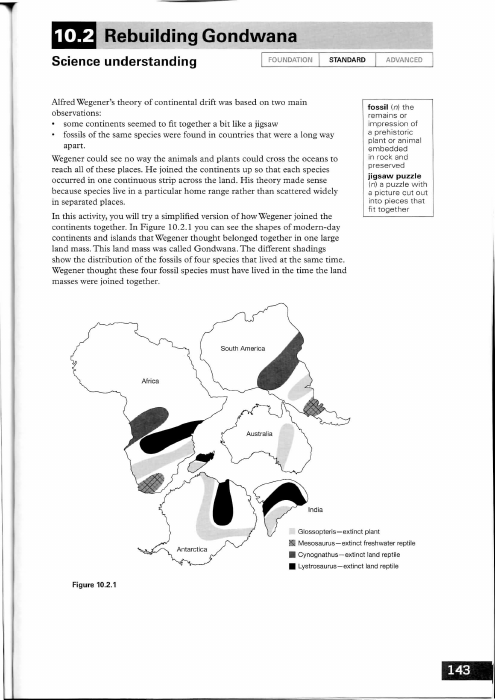 10.2 Rebuilding Gondwana
Science understanding
FOUNDATION STANDARD ADVANCED
Alfred Wegener's theory of continental drift was based on two main
observations:
• some continents seemed to fit together a bit like a jigsaw
• fossils of the same species were found in countries that were a long way
apart.
Wegener could see no way the animals and plants could cross the oceans to
reach all of these places. He joined the continents up so that each species
occurred in one continuous strip across the land. His theory made sense
because species live in a particular home range rather than scattered widely
in separated places.
In this activity, you will try a simplified version of how Wegener joined the
continents together. In Figure 10.2.1 you can see the shapes of modern-day
continents and islands that Wegener thought belonged together in one large
land mass. This land mass was called Gondwana. The different shadings
show the distribution of the fossils of four species that lived at the same time.
Wegener thought these four fossil species must have lived in the time the land
masses were joined together.
fossil (n) the
remains or
impression of
a prehistoric
plant or animal
embedded
in rock and
preserved
jigsaw puzzle
(n) a puzzle with
a picture cut out
into pieces that
fit together
South America
Africa
Australia
India
Antarctica
Glossopteris—extinct plant
Mesosaurus—extinct freshwater reptile
Cynognathus—extinct land reptile
Lystrosaurus—extinct land reptile
Figure 10.2.1
143